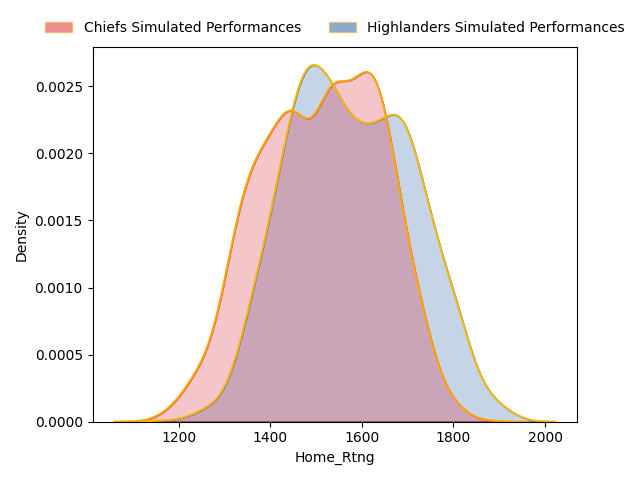 Chiefs Simulated Performances
Highlanders Simulated Performances
Density
0.0025
0.0020
0.0015
0.0010
0.0005
0.0000
1200
1400
1600
1800
2000
Home_Rtng